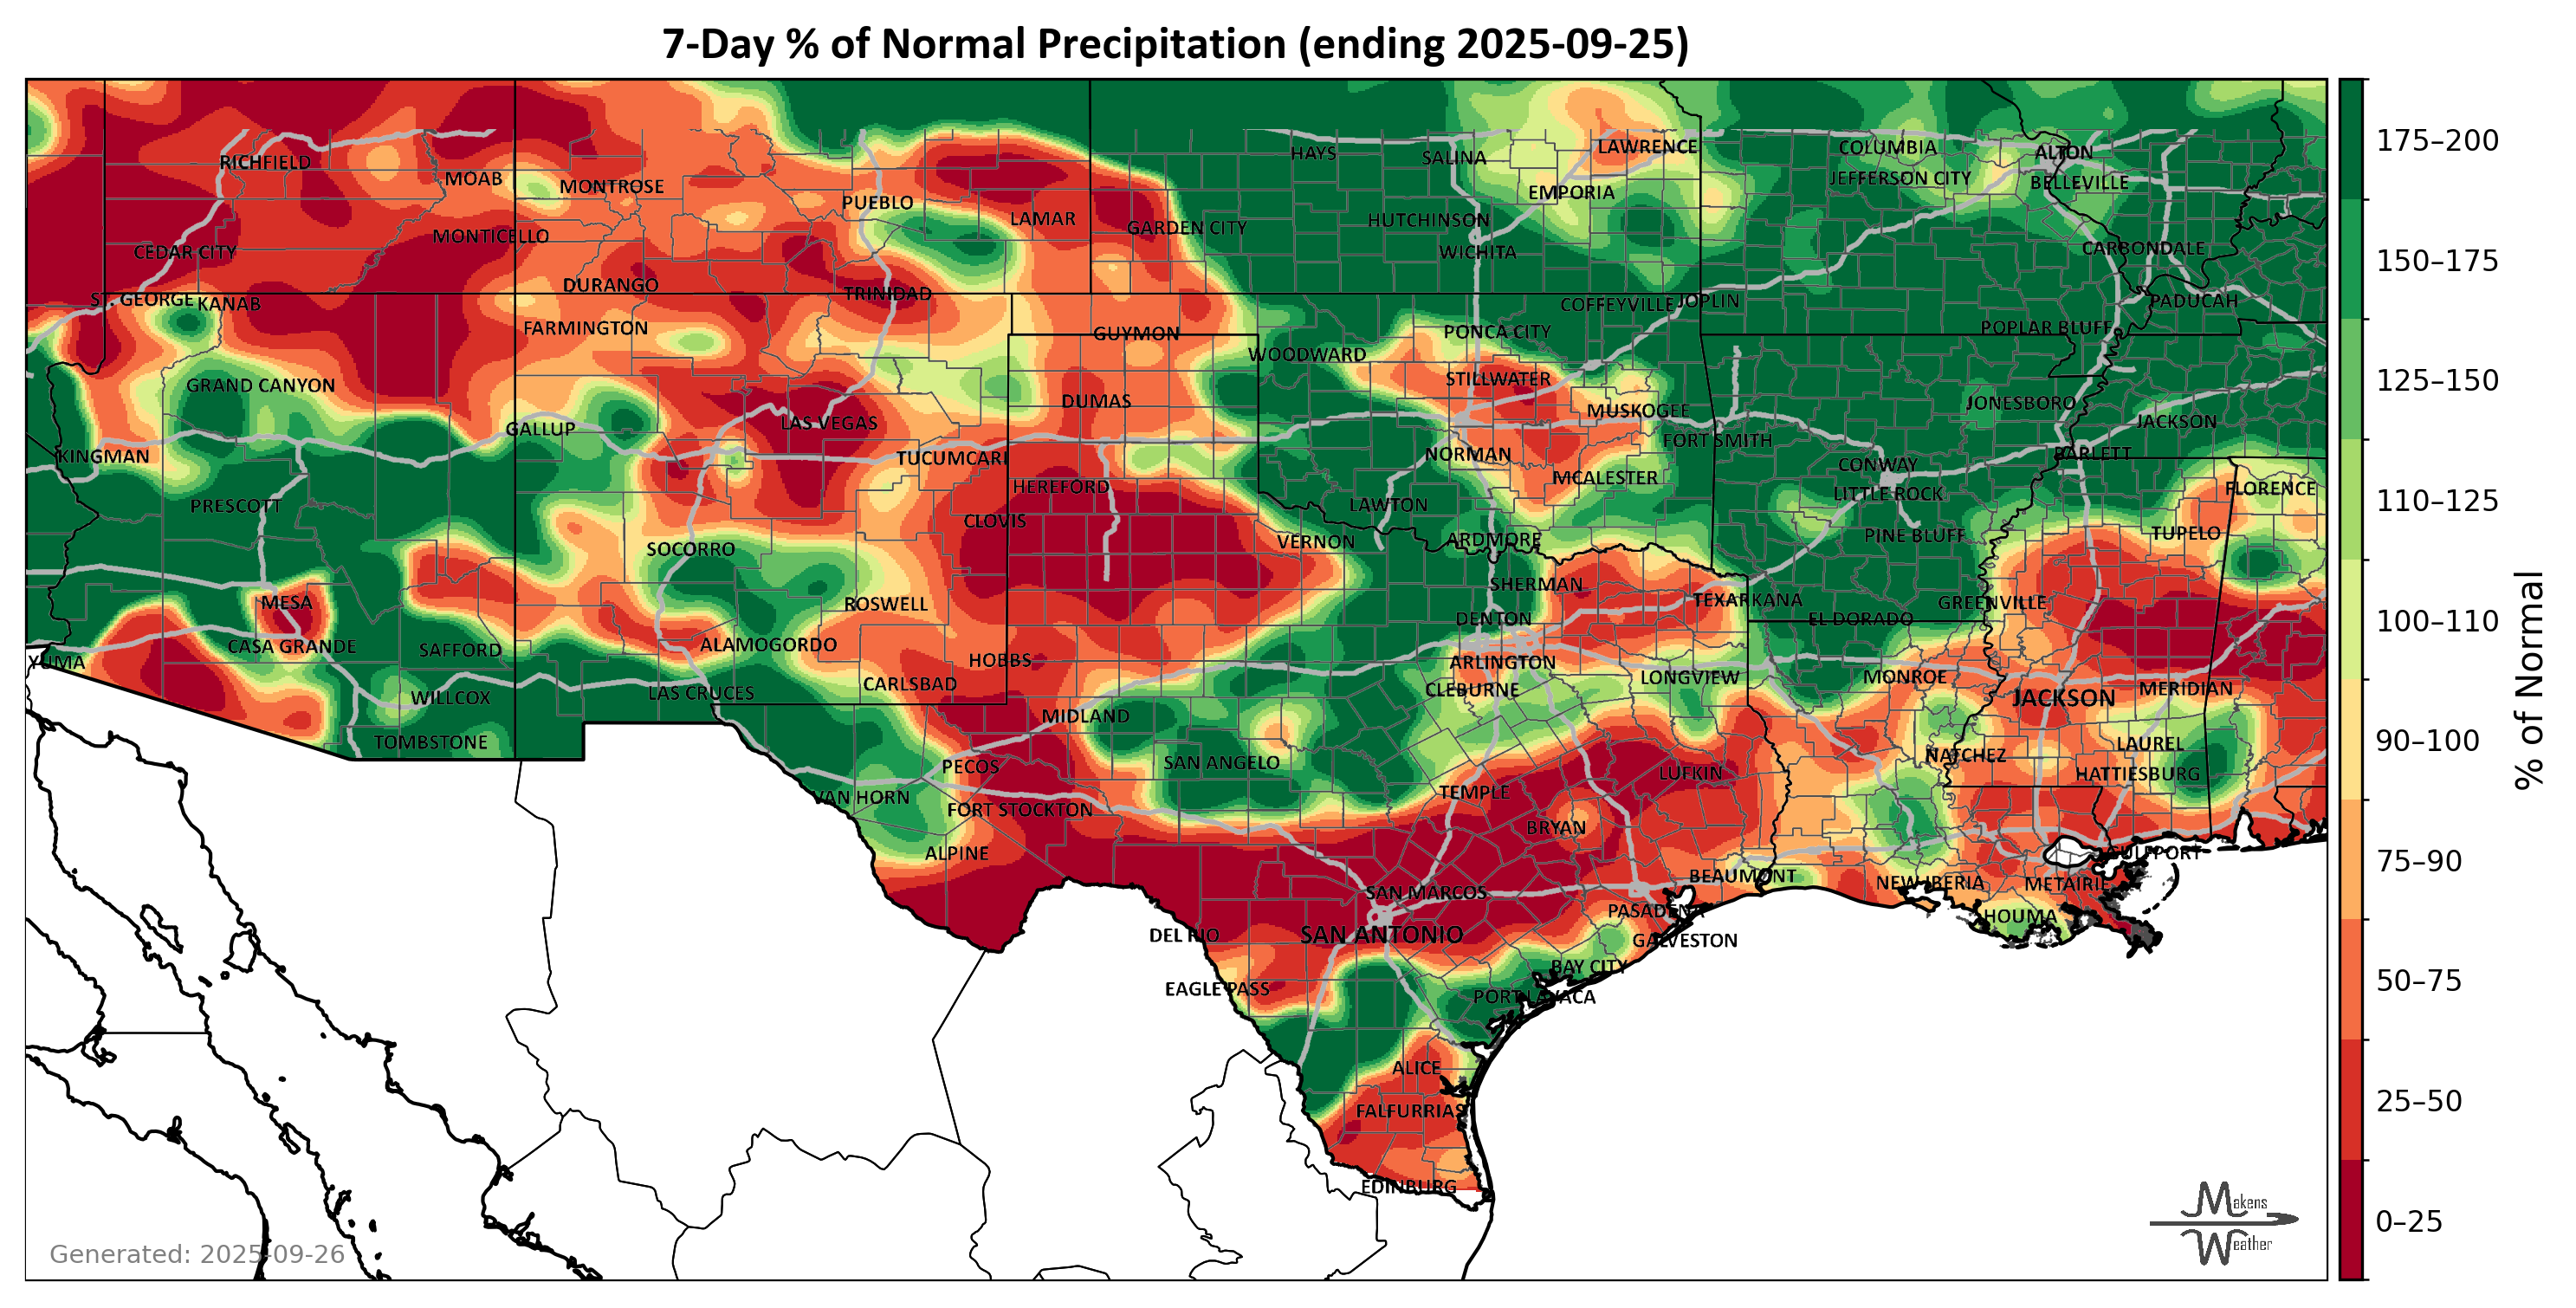 7-Day % of Normal Precipitation (ending 2025-09-25)
HAYS
SALINA
LAWRENCE
COLUMBIA
ALTON
RICHFIELD
MOAB
MONTROSE
EMPORIA
JEFFERSON CITY
BELLEVILLE
PUEBLO
LAMAR
GARDEN CITY
HUTCHINSON
MONTICELLO
CEDAR CITY
WICHITA
CARBONDALE
DURANGO
TRINIDAD
ST. GEORGE
KANAB
COFFEYVILLE
JOPLIN
PADUCAH
FARMINGTON
GUYMON
PONCA CITY
POPLAR BLUFF
WOODWARD
GRAND CANYON
STILLWATER
DUMAS
MUSKOGEE
JONESBORO
LAS VEGAS
JACKSON
GALLUP
FORT SMITH
KINGMAN
TUCUMCARI
NORMAN
BARLETT
CONWAY
HEREFORD
MCALESTER
LITTLE ROCK
FLORENCE
PRESCOTT
LAWTON
CLOVIS
VERNON
ARDMORE
PINE BLUFF
TUPELO
SOCORRO
SHERMAN
MESA
ROSWELL
TEXARKANA
GREENVILLE
DENTON
EL DORADO
CASA GRANDE
SAFFORD
ALAMOGORDO
YUMA
HOBBS
ARLINGTON
CARLSBAD
CLEBURNE
LONGVIEW
MONROE
WILLCOX
LAS CRUCES
JACKSON
MERIDIAN
MIDLAND
TOMBSTONE
LAUREL
PECOS
SAN ANGELO
NATCHEZ
LUFKIN
HATTIESBURG
VAN HORN
FORT STOCKTON
TEMPLE
BRYAN
ALPINE
GULFPORT
BEAUMONT
NEW IBERIA
METAIRIE
SAN MARCOS
PASADENA
HOUMA
DEL RIO
SAN ANTONIO
GALVESTON
BAY CITY
EAGLE PASS
PORT LAVACA
ALICE
FALFURRIAS
EDINBURG
Generated: 2025-09-26
Makens
Weather
175–200
150–175
125–150
110–125
100–110
90–100
75–90
50–75
25–50
0–25
% of Normal